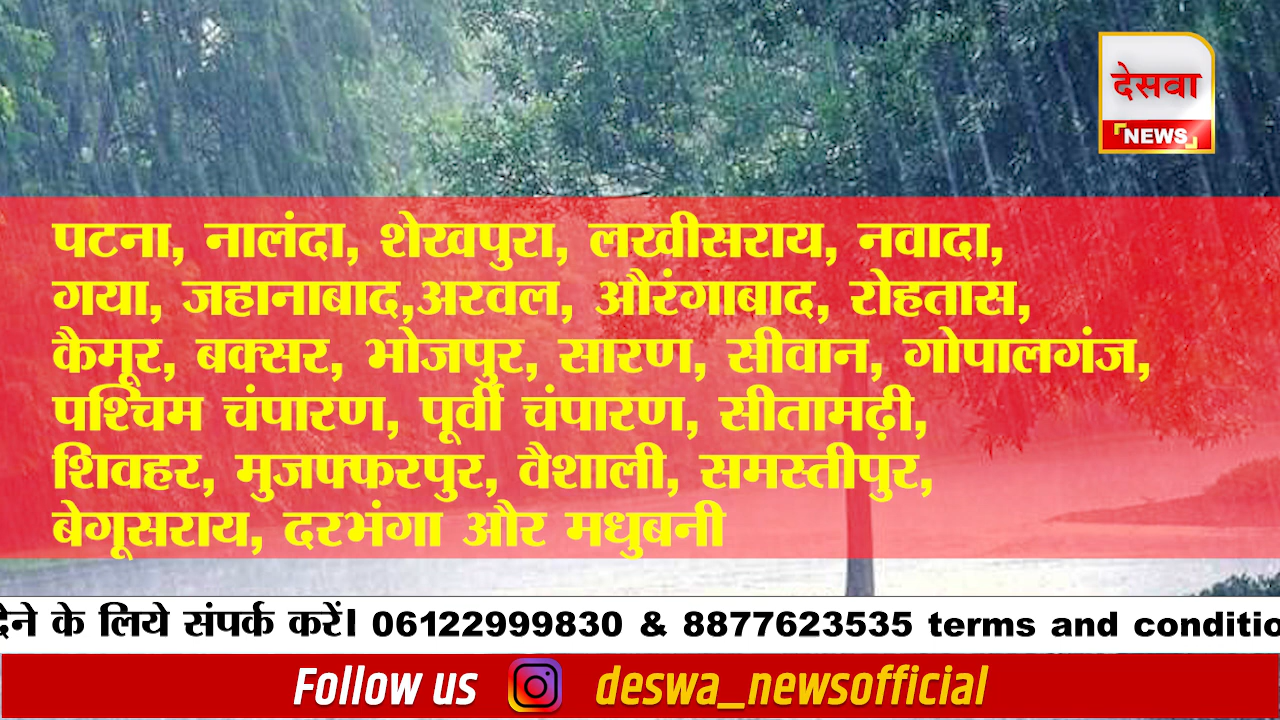 देसवा
NEWS
पटना, नालंदा, शेखपुरा, लखीसराय, नवादा,
गया, जहानाबाद,अरवल, औरंगाबाद, रोहतास,
कैमूर, बक्सर, भोजपुर, सारण, सीवान, गोपालगंज,
पश्चिम चंपारण, पूर्वी चंपारण, सीतामढ़ी,
शिवहर, मुजफ्फरपुर, वैशाली, समस्तीपुर,
बेगूसराय, दरभंगा और मधुबनी
देने के लिये संपर्क करें। 06122999830 & 8877623535 terms and conditio
Follow us deswa_newsofficial